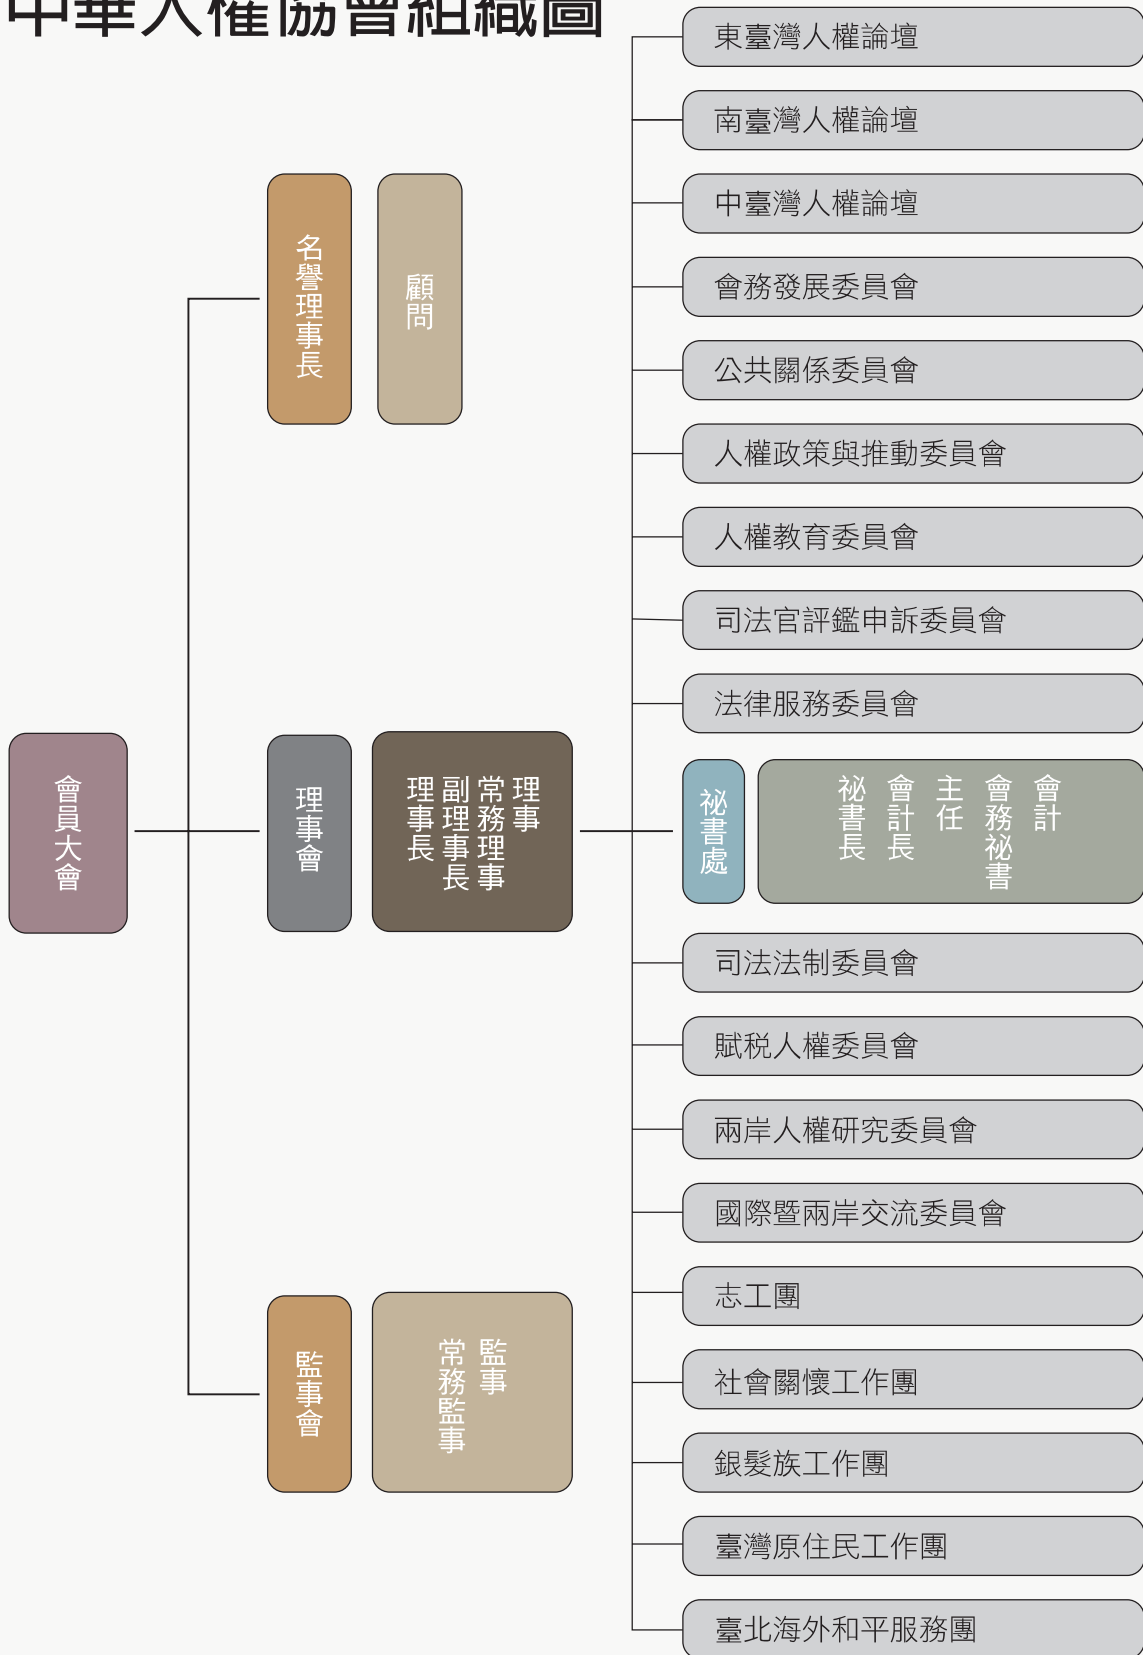 中華人權協會組織圖
會員大會
名譽理事長
顧問
理事會
理事長
副理事長
常務理事
理事
監事會
常務監事
監事
東臺灣人權論壇
南臺灣人權論壇
中臺灣人權論壇
會務發展委員會
公共關係委員會
人權政策與推動委員會
人權教育委員會
司法官評鑑申訴委員會
法律服務委員會
祕書處
祕書長
會計長
主任
會務祕書
會計
司法法制委員會
賦税人權委員會
兩岸人權研究委員會
國際暨兩岸交流委員會
志工團
社會關懷工作團
銀髮族工作團
臺灣原住民工作團
臺北海外和平服務團